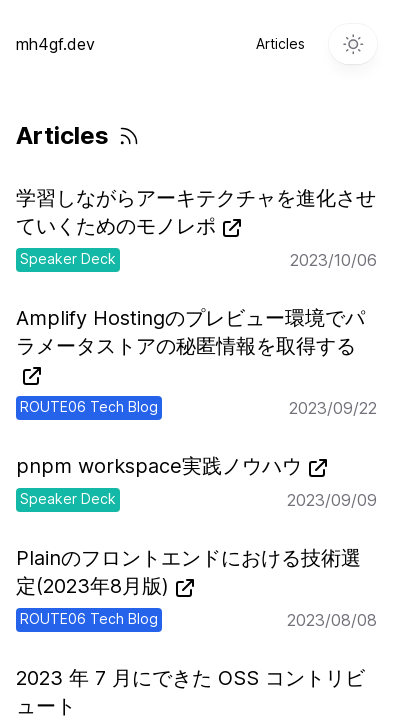 mh4gf.dev
Articles
Articles
学習しながらアーキテクチャを進化させ
ていくためのモノレポ
Speaker Deck
2023/10/06
Amplify Hostingのプレビュー環境でパ
ラメータストアの秘匿情報を取得する
ROUTE06 Tech Blog
2023/09/22
pnpm workspace実践ノウハウ
Speaker Deck
2023/09/09
Plainのフロントエンドにおける技術選
定(2023年8月版)
ROUTE06 Tech Blog
2023/08/08
2023 年 7 月にできた OSS コントリビ
ュート